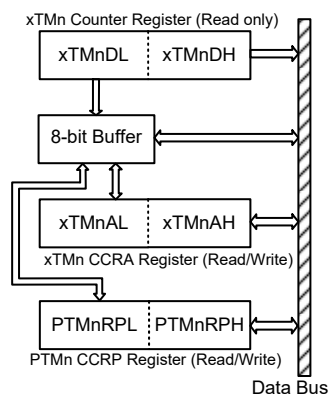 xTMn Counter Register (Read only)
xTMnDL xTMnDH
8-bit Buffer
xTMnAL xTMnAH
xTMn CCRA Register (Read/Write)
PTMnRPL PTMnRPH
PTMn CCRP Register (Read/Write)
Data Bus